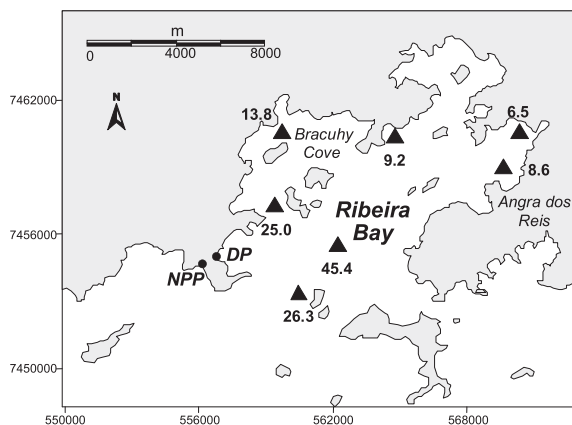 m
0 4000 8000
N
7462000
7456000
7450000
13.8
Bracuhy
Cove
9.2
6.5
8.6
Angra dos
Reis
25.0
Ribeira
Bay
45.4
DP
NPP
26.3
550000 556000 562000 568000